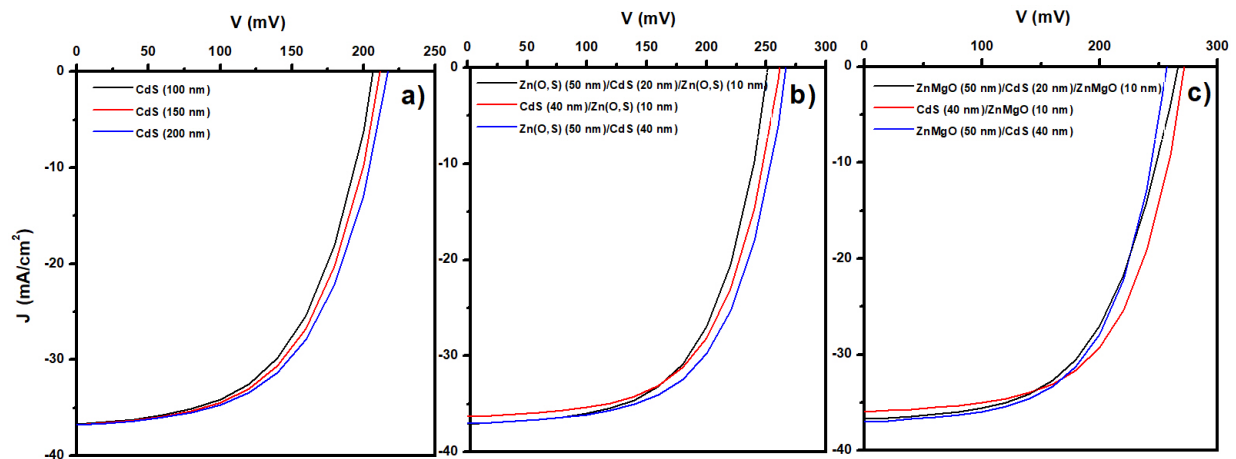 V (mV)
0 50 100 150 200 250
0
-10
-20
-30
-40
J (mA/cm²)
CdS (100 nm)
CdS (150 nm)
CdS (200 nm)
a)
V (mV)
0 50 100 150 200 250 300
0
-10
-20
-30
-40
Zn(O,S) (50 nm)/CdS (20 nm)/Zn(O,S) (10 nm)
CdS (40 nm)/Zn(O,S) (10 nm)
Zn(O,S) (50 nm)/CdS (40 nm)
b)
V (mV)
0 100 200 300
0
-10
-20
-30
-40
ZnMgO (50 nm)/CdS (20 nm)/ZnMgO (10 nm)
CdS (40 nm)/ZnMgO (10 nm)
ZnMgO (50 nm)/CdS (40 nm)
c)